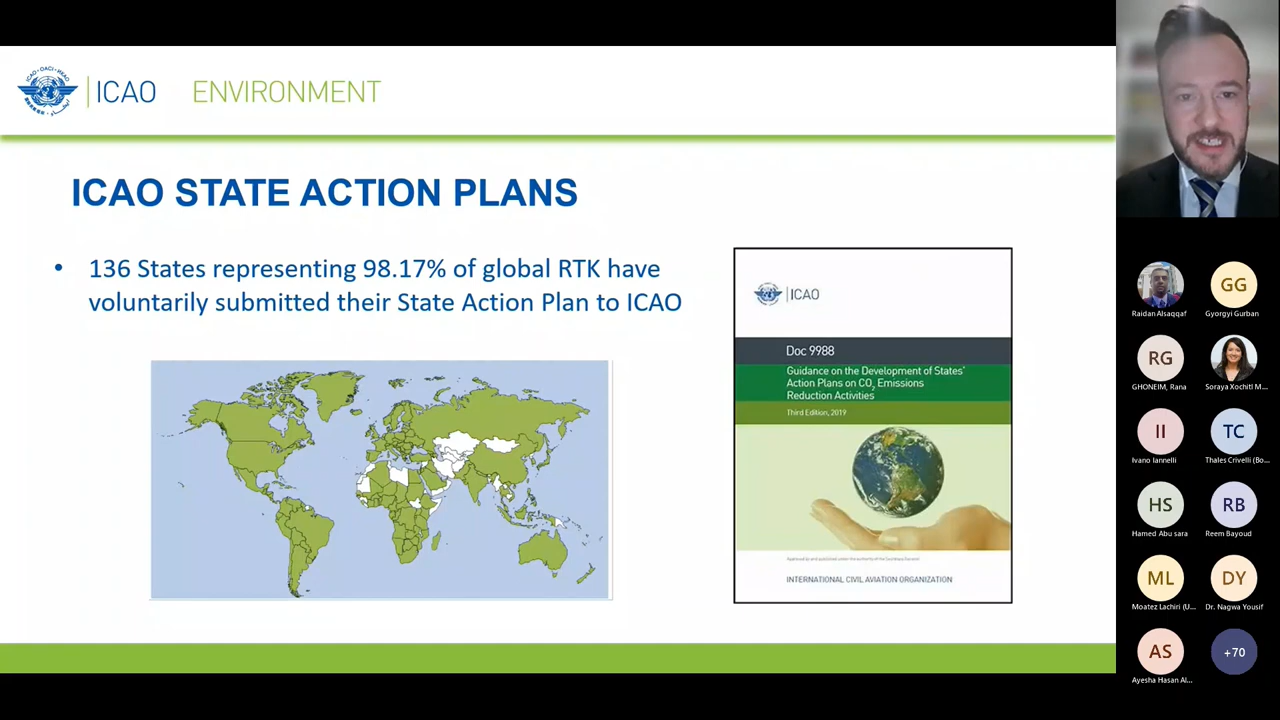 ICAO
ENVIRONMENT
ICAO STATE ACTION PLANS
• 136 States representing 98.17% of global RTK have
voluntarily submitted their State Action Plan to ICAO
ICAO
Doc 9988
Guidance on the Development of States'
Action Plans on CO₂ Emissions
Reduction Activities
Third Edition, 2019
INTERNATIONAL CIVIL AVIATION ORGANIZATION
Raidan Alsaqqaf
GG
Gyorgyi Gurban
RG
GHONEIM, Rana
Soraya Xochitl M...
II
Ivano Iannelli
TC
Thales Crivelli (Bo...
HS
Hamed Abu sara
RB
Reem Bayoud
ML
Moatez Lachiri (U...
DY
Dr. Nagwa Yousif
AS
Ayesha Hasan Al...
+70